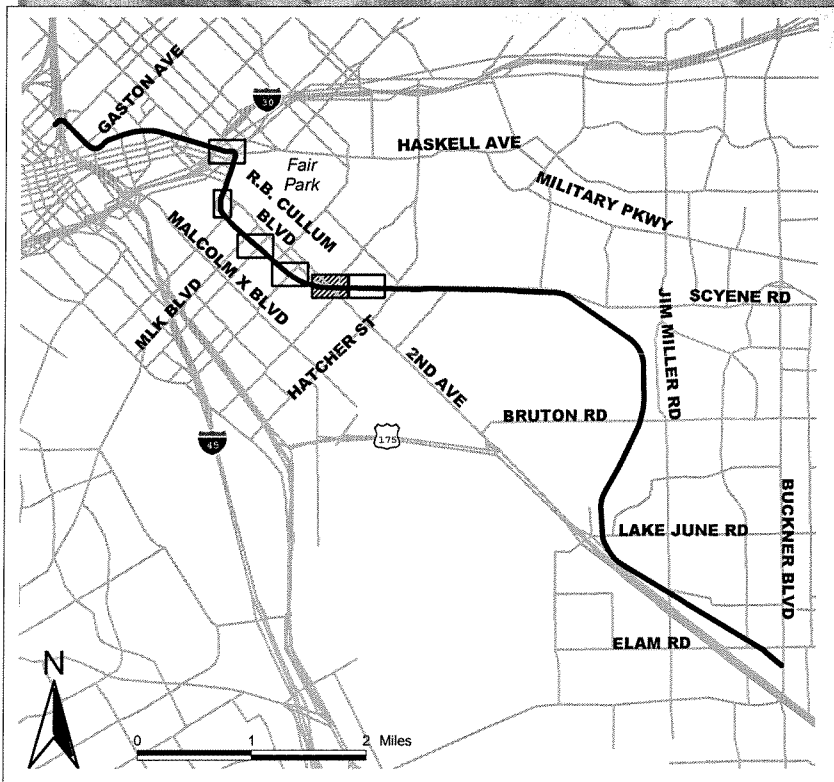 GASTON AVE
30
HASKELL AVE
Fair
Park
R.B. CULLUM
BLVD
MILITARY PKWY
MALCOLM X BLVD
MLK BLVD
HATCHER ST
SCYENE RD
JIM MILLER RD
2ND AVE
BRUTON RD
175
45
BUCKNER BLVD
LAKE JUNE RD
ELAM RD
N
0 1 2 Miles